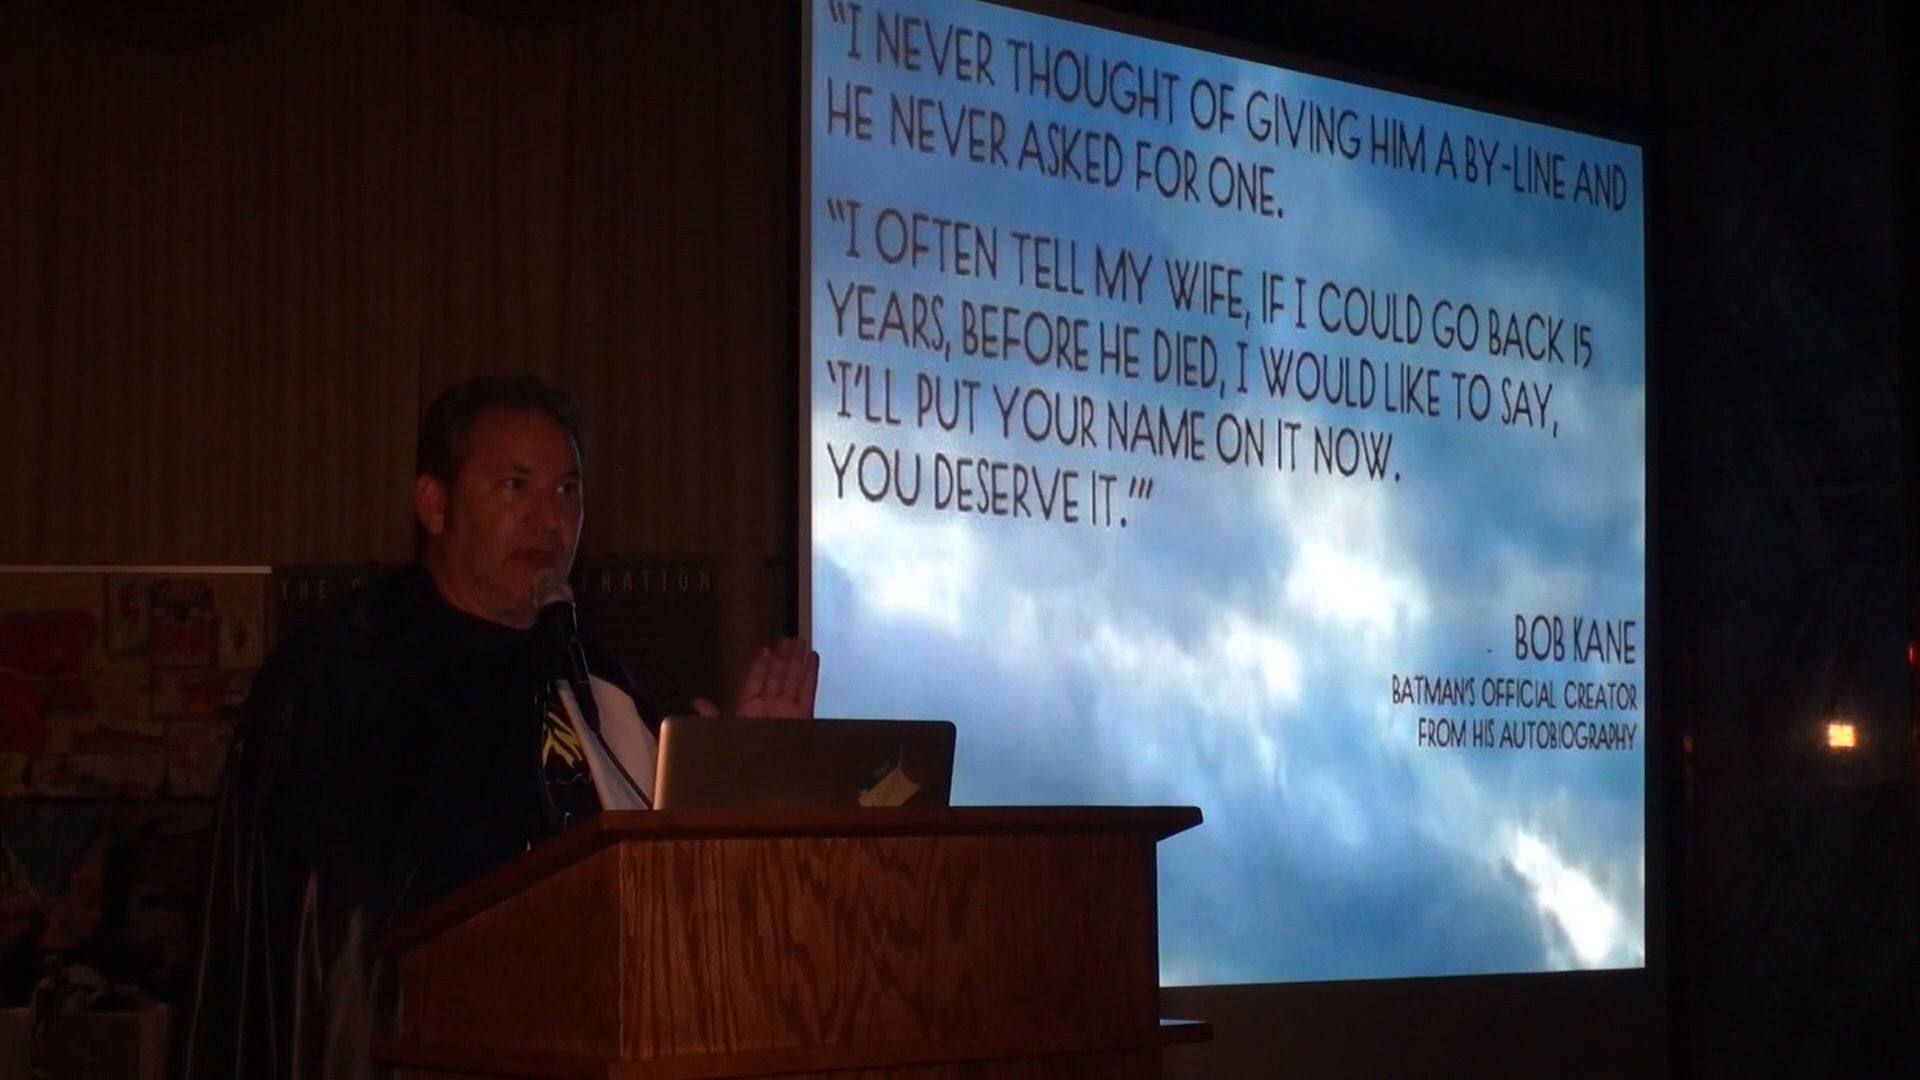 "I NEVER THOUGHT OF GIVING HIM A BY-LINE AND
HE NEVER ASKED FOR ONE.
"I OFTEN TELL MY WIFE, IF I COULD GO BACK 15
YEARS, BEFORE HE DIED, I WOULD LIKE TO SAY,
'I'LL PUT YOUR NAME ON IT NOW.
YOU DESERVE IT.'"
- BOB KANE
BATMAN'S OFFICIAL CREATOR
FROM HIS AUTOBIOGRAPHY
THE